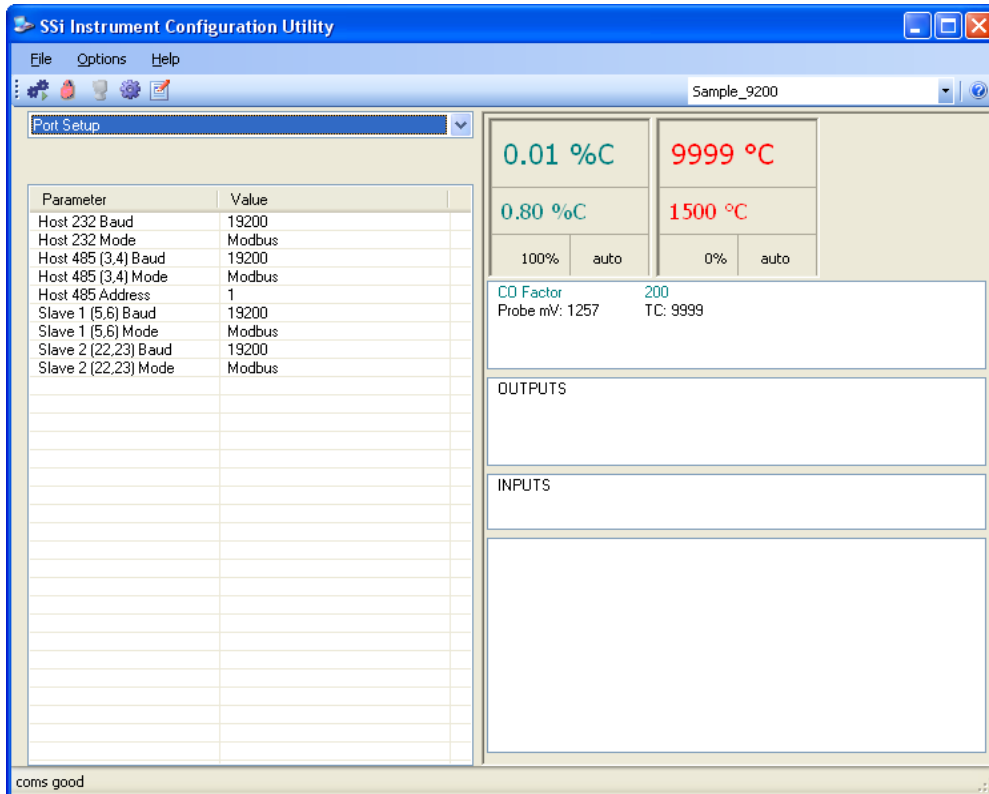 SSi Instrument Configuration Utility
File Options Help
Sample_9200
Port Setup
Parameter Value
Host 232 Baud 19200
Host 232 Mode Modbus
Host 485 (3,4) Baud 19200
Host 485 (3,4) Mode Modbus
Host 485 Address 1
Slave 1 (5,6) Baud 19200
Slave 1 (5,6) Mode Modbus
Slave 2 (22,23) Baud 19200
Slave 2 (22,23) Mode Modbus
0.01 %C 9999 °C
0.80 %C 1500 °C
100% auto 0% auto
CO Factor 200
Probe mV: 1257 TC: 9999
OUTPUTS
INPUTS
coms good